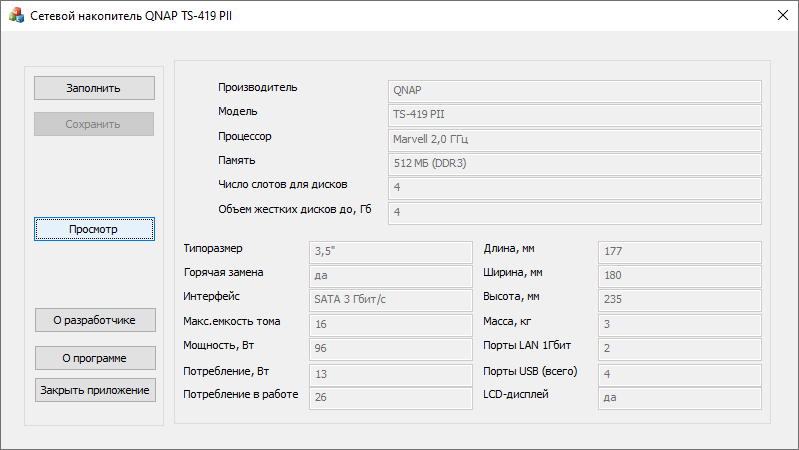 Сетевой накопитель QNAP TS-419 PII
Заполнить
Сохранить
Просмотр
О разработчике
О программе
Закрыть приложение
Производитель QNAP
Модель TS-419 PII
Процессор Marvell 2,0 ГГц
Память 512 МБ (DDR3)
Число слотов для дисков 4
Объем жестких дисков до, Гб 4
Типоразмер 3,5"
Горячая замена да
Интерфейс SATA 3 Гбит/с
Макс.емкость тома 16
Мощность, Вт 96
Потребление, Вт 13
Потребление в работе 26
Длина, мм 177
Ширина, мм 180
Высота, мм 235
Масса, кг 3
Порты LAN 1Гбит 2
Порты USB (всего) 4
LCD-дисплей да